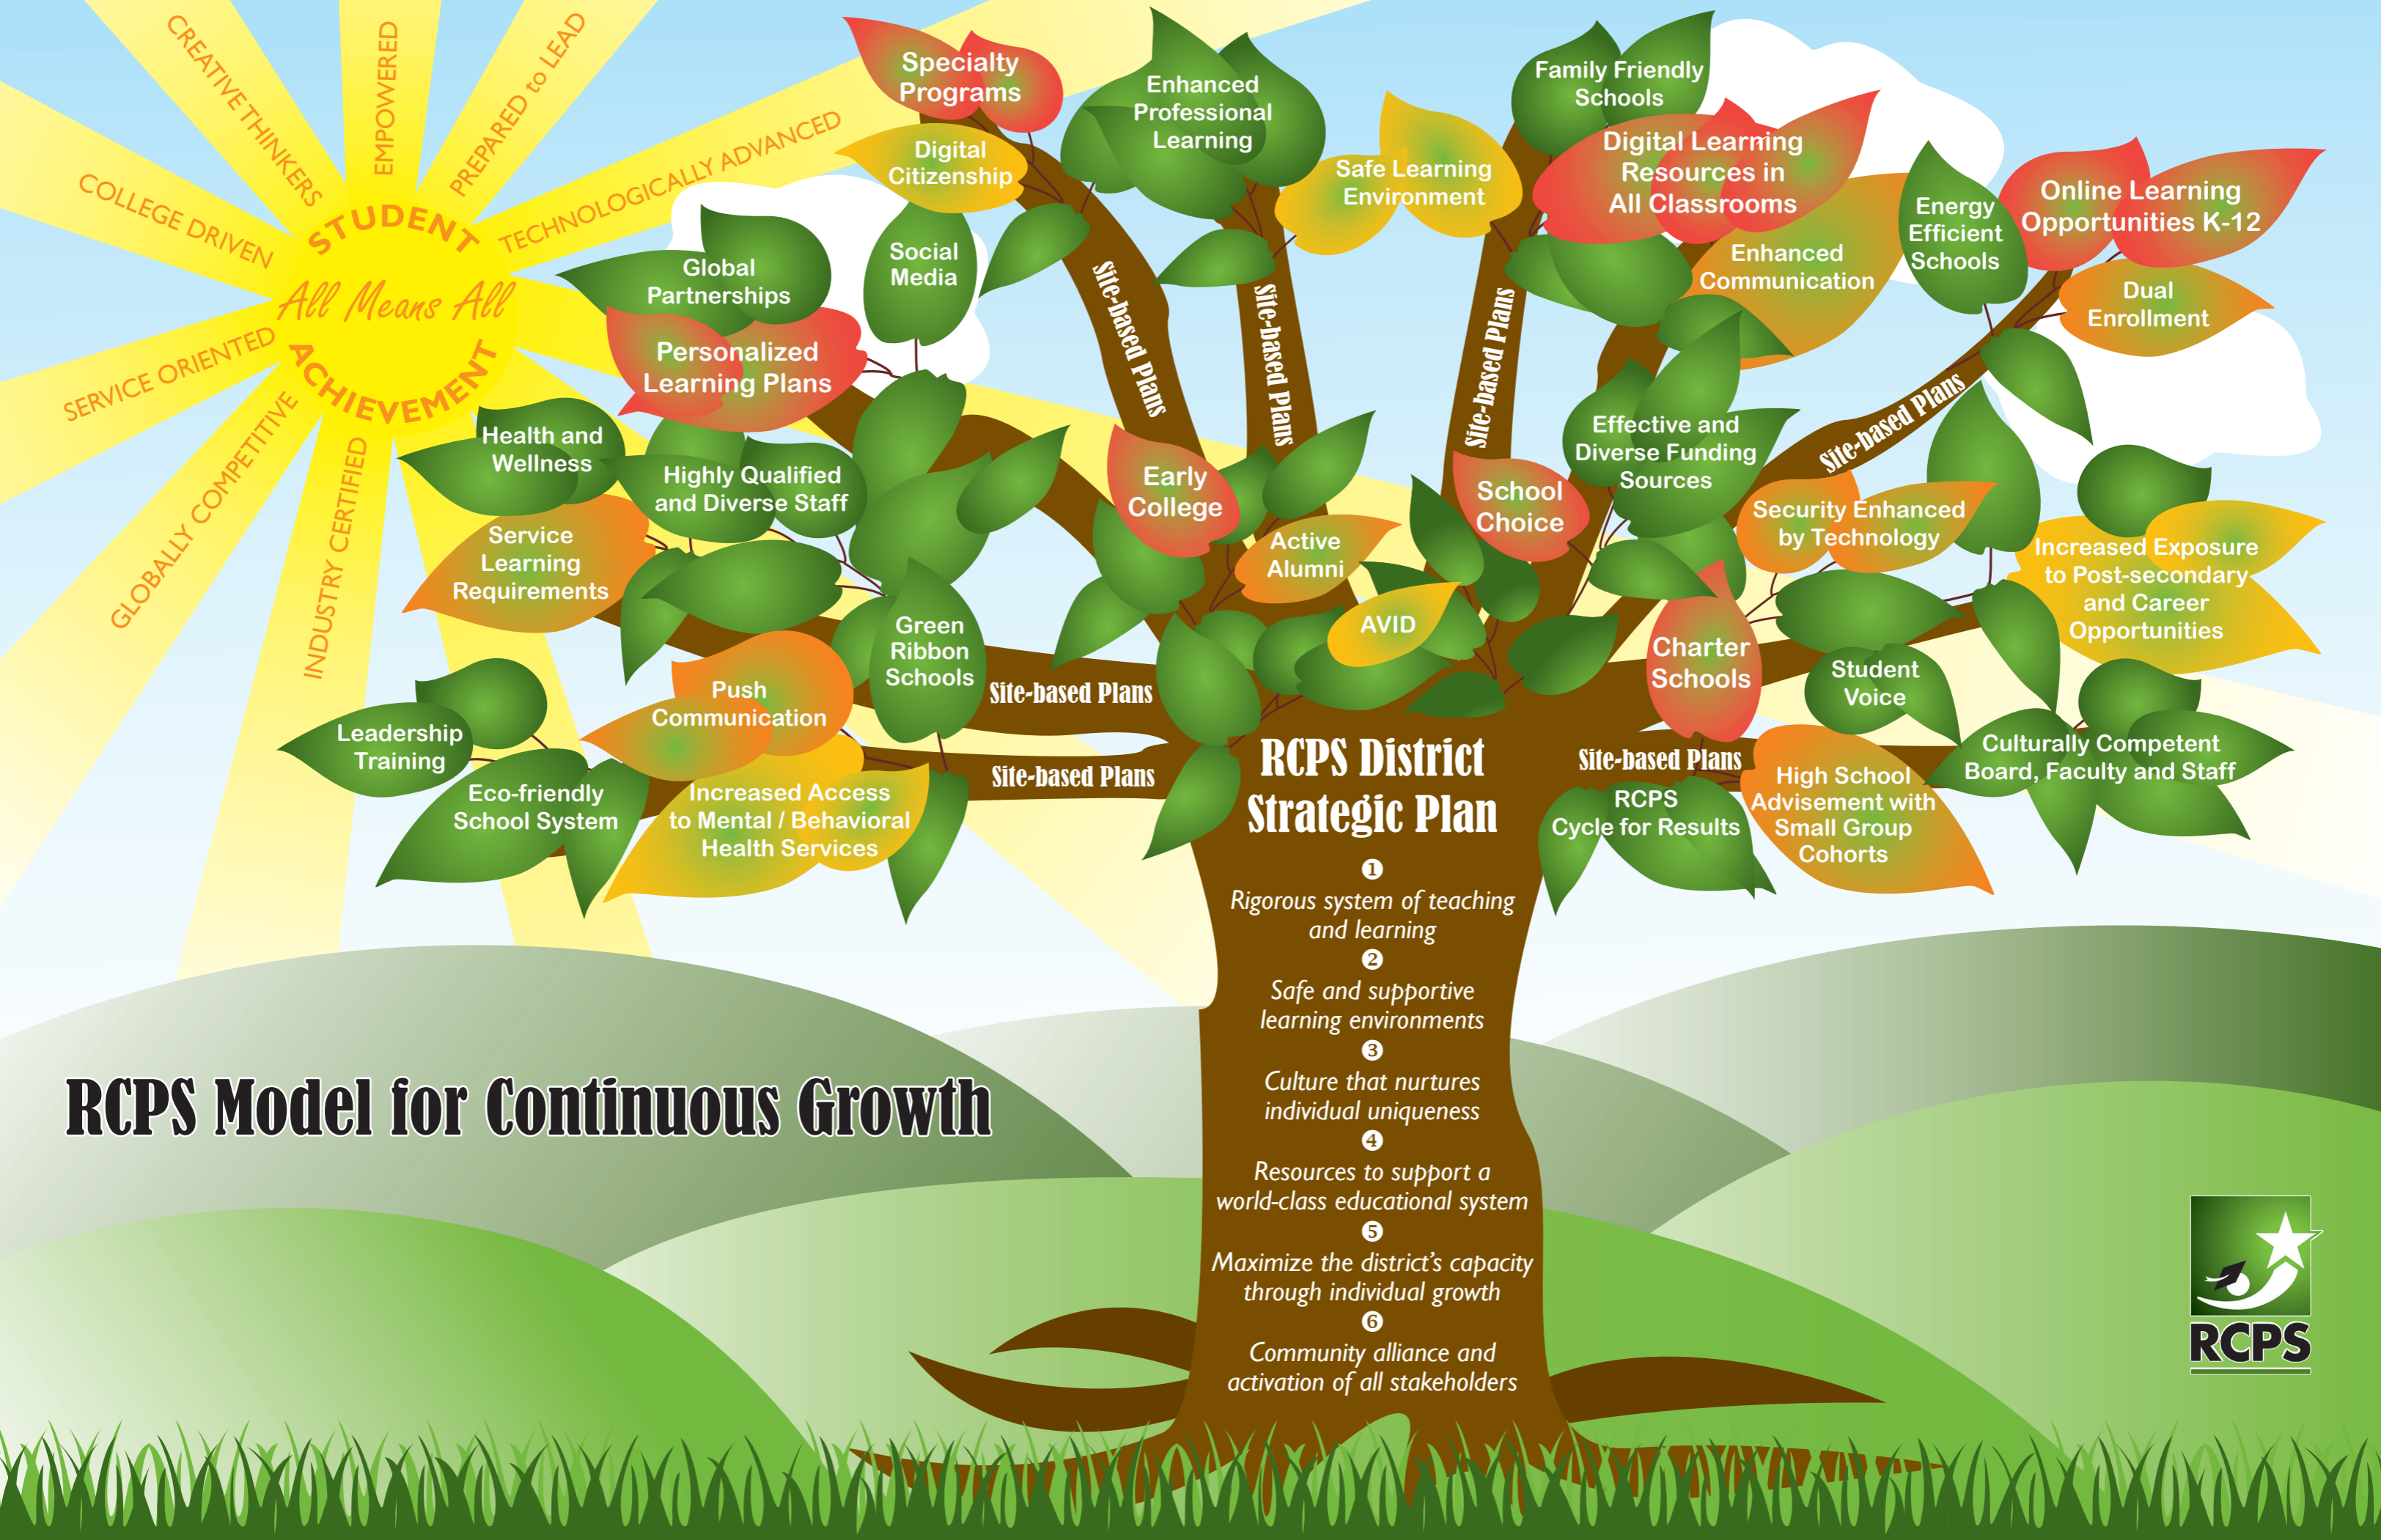 CREATIVE THINKERS
EMPOWERED
PREPARED to LEAD
TECHNOLOGICALLY ADVANCED
COLLEGE DRIVEN
STUDENT
All Means All
ACHIEVEMENT
SERVICE ORIENTED
GLOBALLY COMPETITIVE
INDUSTRY CERTIFIED
Specialty
Programs
Digital
Citizenship
Enhanced
Professional
Learning
Safe Learning
Environment
Family Friendly
Schools
Digital Learning
Resources in
All Classrooms
Enhanced
Communication
Energy
Efficient
Schools
Online Learning
Opportunities K-12
Dual
Enrollment
Global
Partnerships
Social
Media
Personalized
Learning Plans
Site-based Plans
Site-based Plans
Site-based Plans
Site-based Plans
Health and
Wellness
Highly Qualified
and Diverse Staff
Service
Learning
Requirements
Early
College
Active
Alumni
AVID
School
Choice
Effective and
Diverse Funding
Sources
Security Enhanced
by Technology
Increased Exposure
to Post-secondary
and Career
Opportunities
Green
Ribbon
Schools
Push
Communication
Site-based Plans
Site-based Plans
Charter
Schools
Student
Voice
Leadership
Training
Eco-friendly
School System
Increased Access
to Mental / Behavioral
Health Services
Site-based Plans
RCPS
Cycle for Results
High School
Advisement with
Small Group
Cohorts
Culturally Competent
Board, Faculty and Staff
RCPS District
Strategic Plan
1
Rigorous system of teaching
and learning
2
Safe and supportive
learning environments
3
Culture that nurtures
individual uniqueness
4
Resources to support a
world-class educational system
5
Maximize the district's capacity
through individual growth
6
Community alliance and
activation of all stakeholders
RCPS Model for Continuous Growth
RCPS